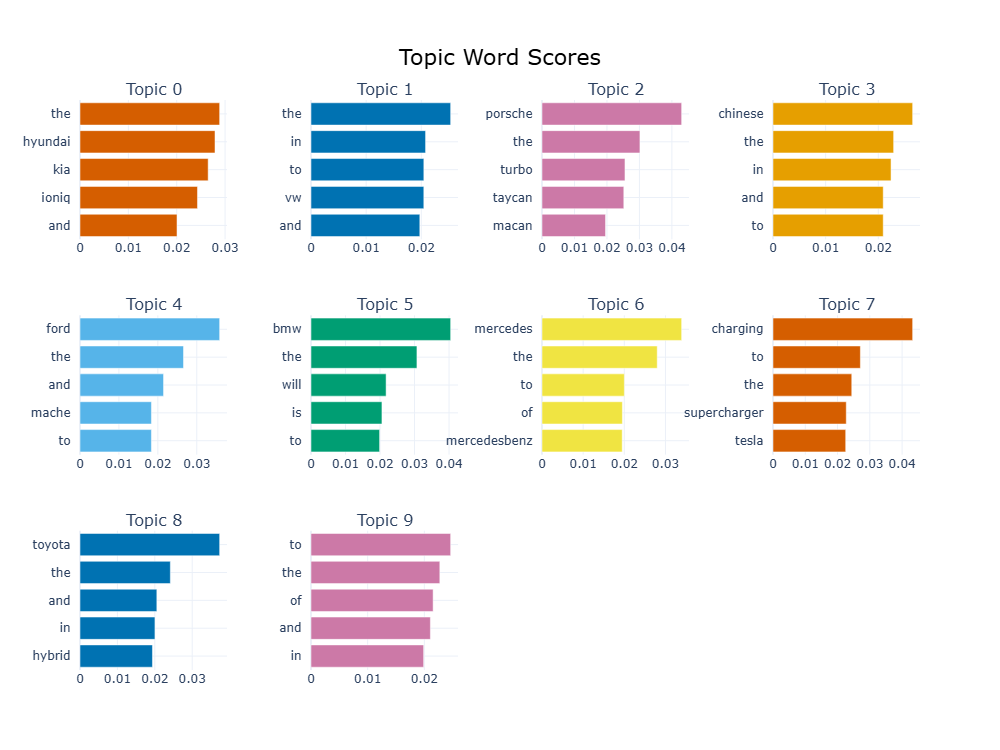 Topic Word Scores
Topic 0
the
hyundai
kia
ioniq
and
0 0.01 0.02 0.03
Topic 1
the
in
to
vw
and
0 0.01 0.02
Topic 2
porsche
the
turbo
taycan
macan
0 0.01 0.02 0.03 0.04
Topic 3
chinese
the
in
and
to
0 0.01 0.02
Topic 4
ford
the
and
mache
to
0 0.01 0.02 0.03
Topic 5
bmw
the
will
is
to
0 0.01 0.02 0.03 0.04
Topic 6
mercedes
the
to
of
mercedesbenz
0 0.01 0.02 0.03
Topic 7
charging
to
the
supercharger
tesla
0 0.01 0.02 0.03 0.04
Topic 8
toyota
the
and
in
hybrid
0 0.01 0.02 0.03
Topic 9
to
the
of
and
in
0 0.01 0.02